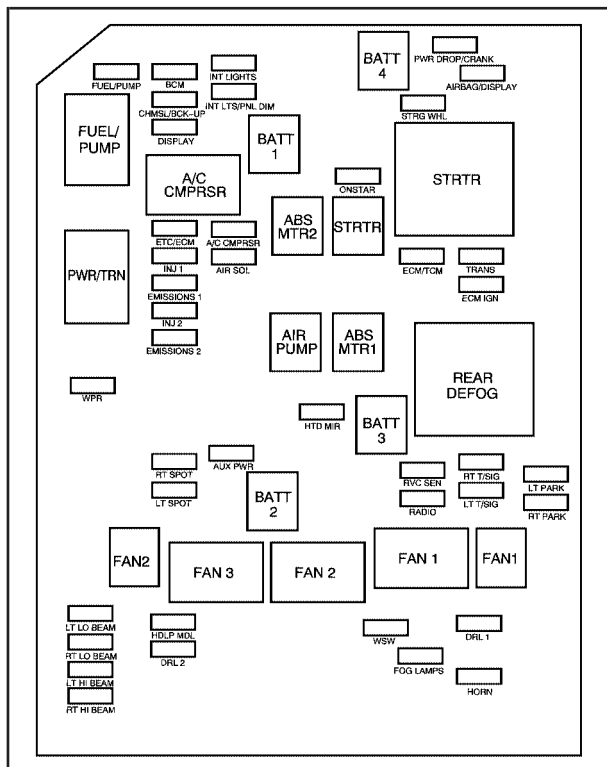 BATT
4
PWR DROP/CRANK
INT LIGHTS
FUEL/PUMP
BCM
AIRBAG/DISPLAY
INT LTS/PNL DIM
CHMSL/BCK-UP
STRG WHL
FUEL/
PUMP
DISPLAY
BATT
1
A/C
CMPRSR
ONSTAR
STRTR
ABS
MTR2
STRTR
ETC/ECM
A/C CMPRSR
PWR/TRN
INJ 1
AIR SOL
ECM/TCM
TRANS
EMISSIONS 1
ECM IGN
INJ 2
EMISSIONS 2
AIR
PUMP
ABS
MTR1
REAR
DEFOG
WPR
HTD MIR
BATT
3
AUX PWR
RT SPOT
LT SPOT
BATT
2
RVC SEN
RT T/SIG
LT PARK
RADIO
LT T/SIG
RT PARK
FAN2
FAN 3
FAN 2
FAN 1
FAN1
LT LO BEAM
HDLP MDL
WSW
DRL 1
RT LO BEAM
DRL 2
FOG LAMPS
LT HI BEAM
HORN
RT HI BEAM